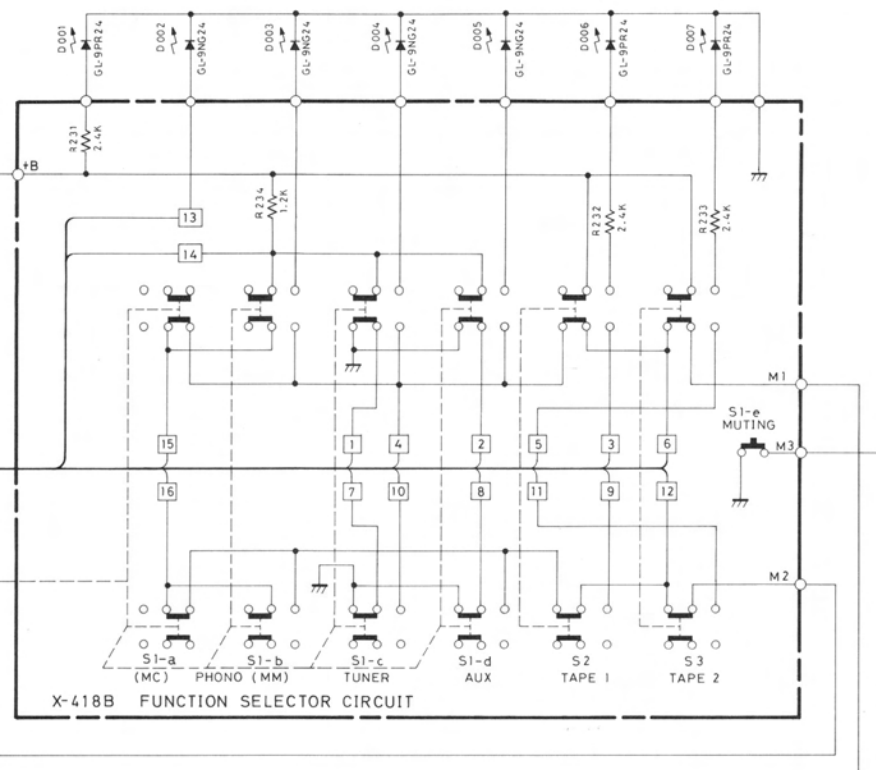 D001
GL-9PR24
D002
GL-9NG24
D003
GL-9NG24
D004
GL-9NG24
D005
GL-9NG24
D006
GL-9PR24
D007
GL-9PR24
R231
2.4K
+B
R234
1.2K
R232
2.4K
R233
2.4K
13
14
M1
S1-e
MUTING
M3
15
1
4
2
5
3
6
16
7
10
8
11
9
12
M2
S1-a
(MC)
S1-b
PHONO (MM)
S1-c
TUNER
S1-d
AUX
S2
TAPE 1
S3
TAPE 2
X-418B FUNCTION SELECTOR CIRCUIT